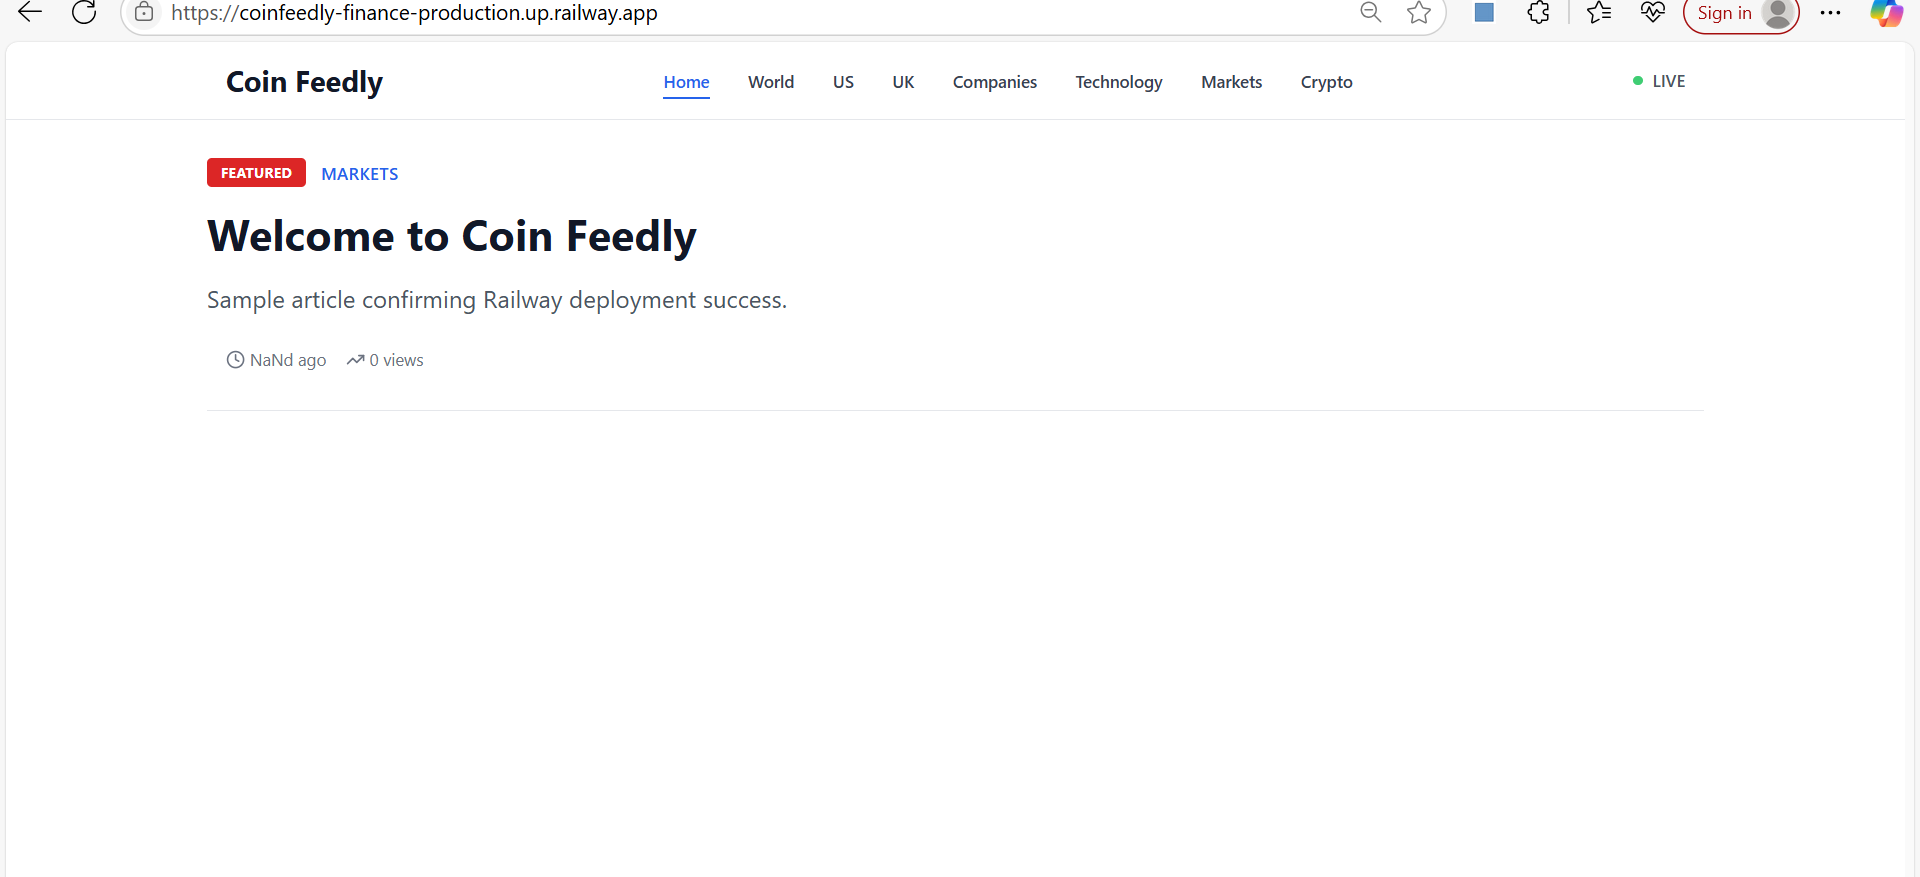 https://coinfeedly-finance-production.up.railway.app
Sign in
Coin Feedly
Home World US UK Companies Technology Markets Crypto
LIVE
FEATURED MARKETS
Welcome to Coin Feedly
Sample article confirming Railway deployment success.
NaNd ago 0 views